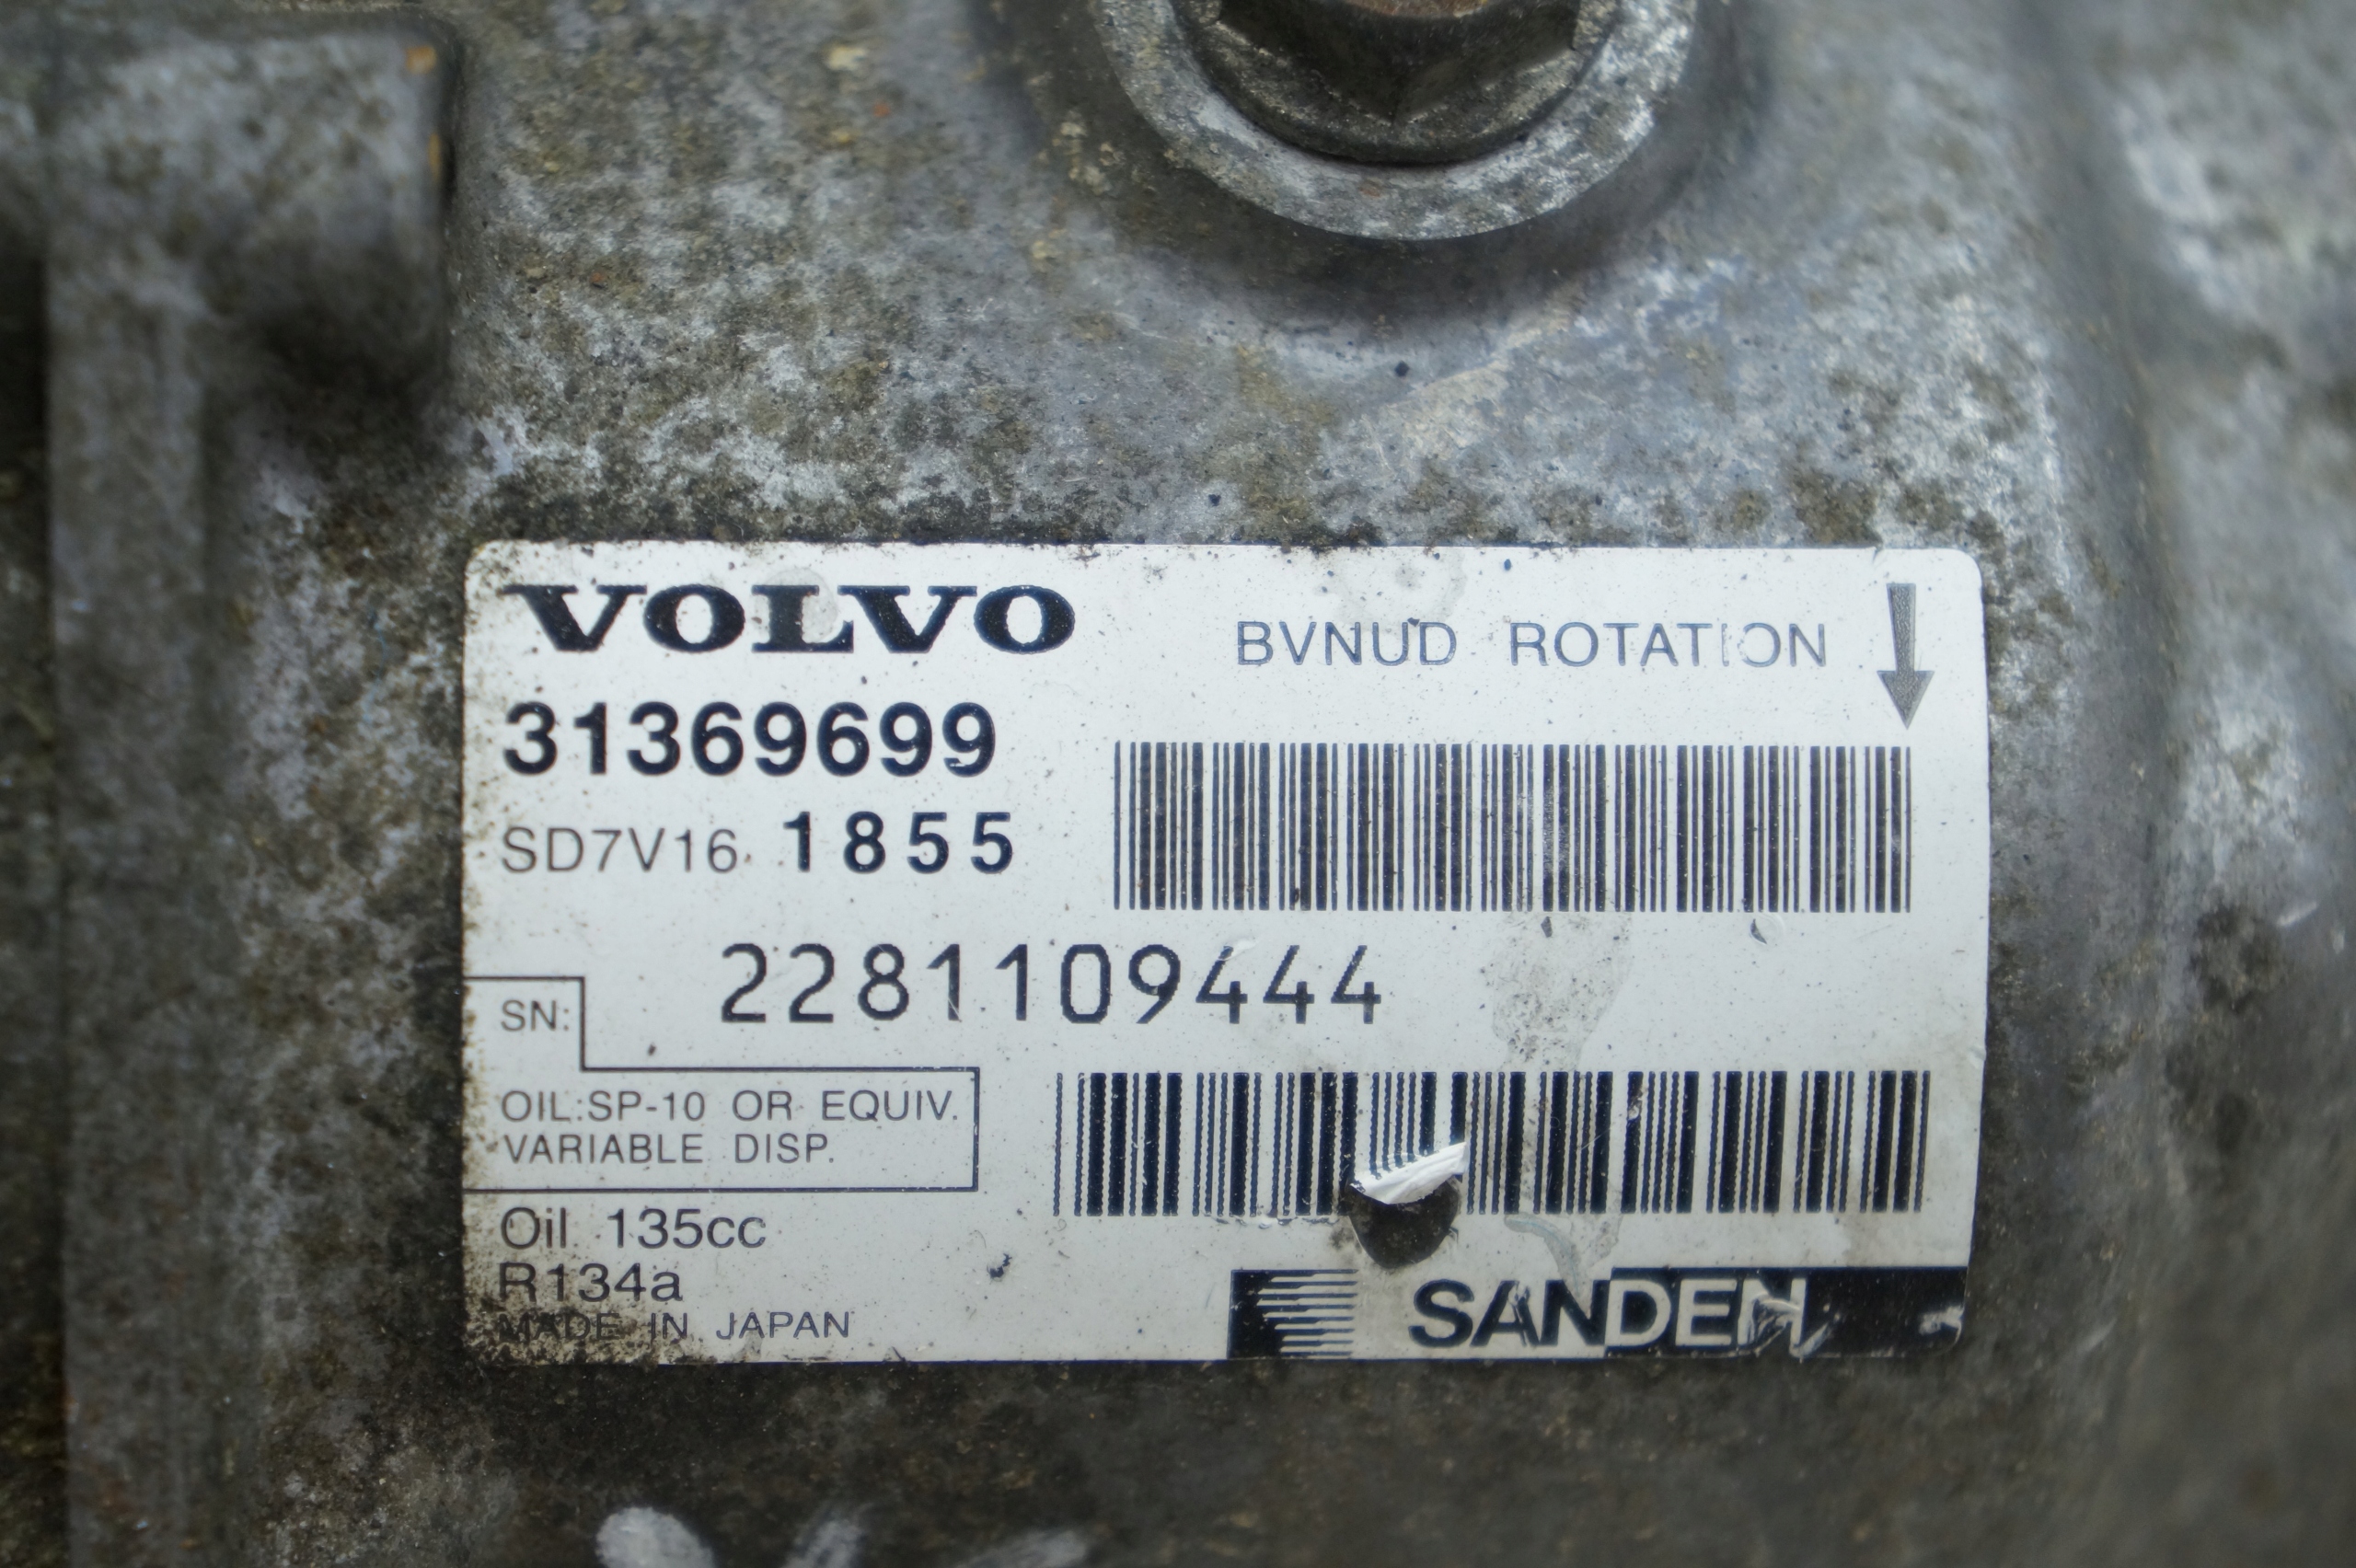 VOLVO
BVNUD ROTATION
31369699
SD7V16 1855
SN: 2281109444
OIL:SP-10 OR EQUIV.
VARIABLE DISP.
Oil 135cc
R134a
MADE IN JAPAN
SANDEN